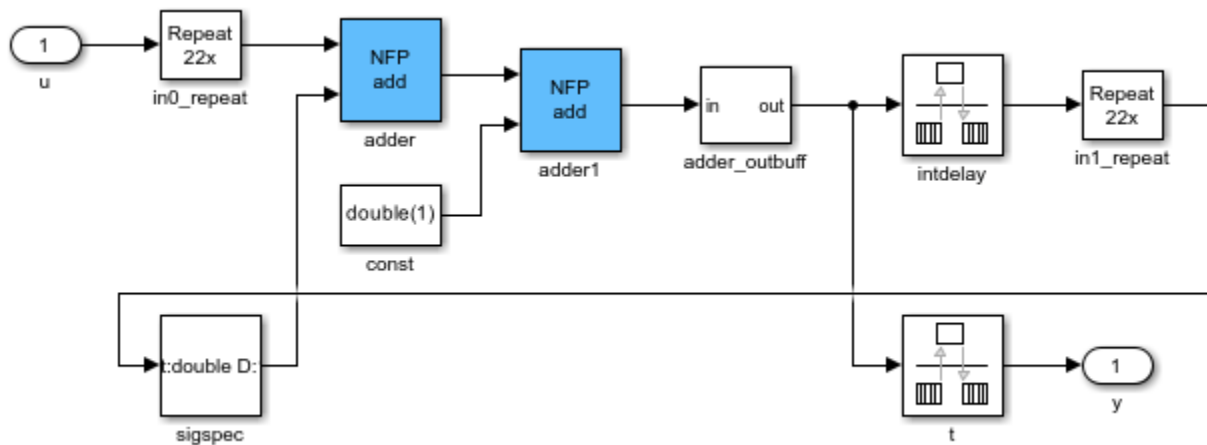 1
u
Repeat
22x
in0_repeat
NFP
add
adder
NFP
add
adder1
double(1)
const
in out
adder_outbuff
intdelay
Repeat
22x
in1_repeat
t:double D:
sigspec
t
1
y